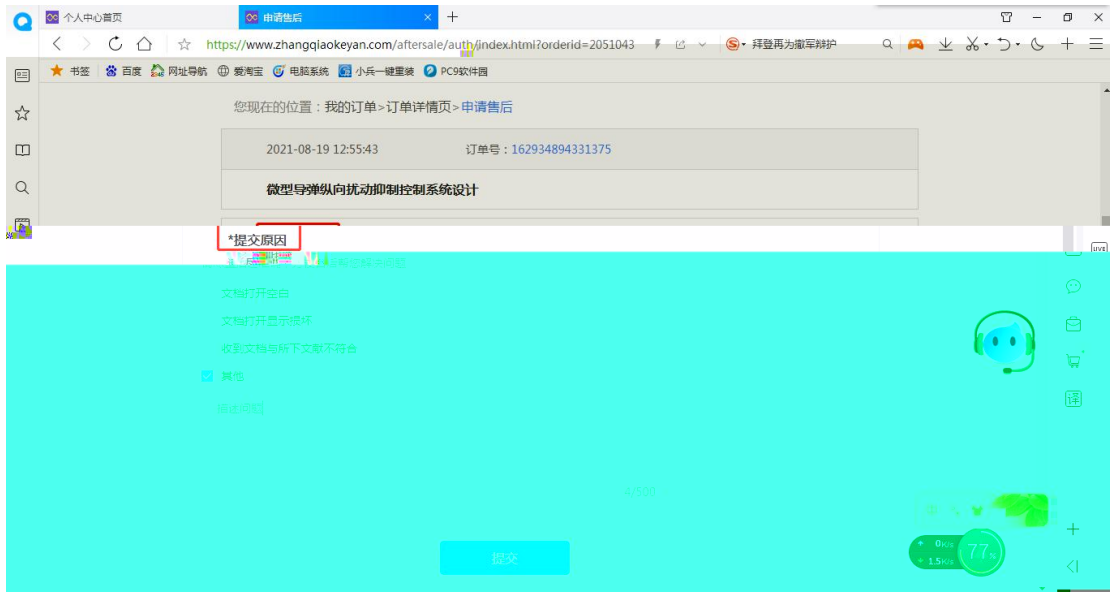 个人中心首页 申请售后
https://www.zhangqiaokeyan.com/aftersale/auth/index.html?orderid=2051043 拜登再为撤军辩护
书签 百度 网址导航 爱淘宝 电脑系统 小兵一键重装 PC9软件园
您现在的位置：我的订单>订单详情页>申请售后
2021-08-19 12:55:43 订单号：162934894331375
微型导弹纵向扰动抑制控制系统设计
*提交原因
LIVE
文档打开空白
文档打开显示损坏
收到文档与所下文献不符合
其他
描述问题
译
4/500
提交
0K/s
1.5K/s
77%